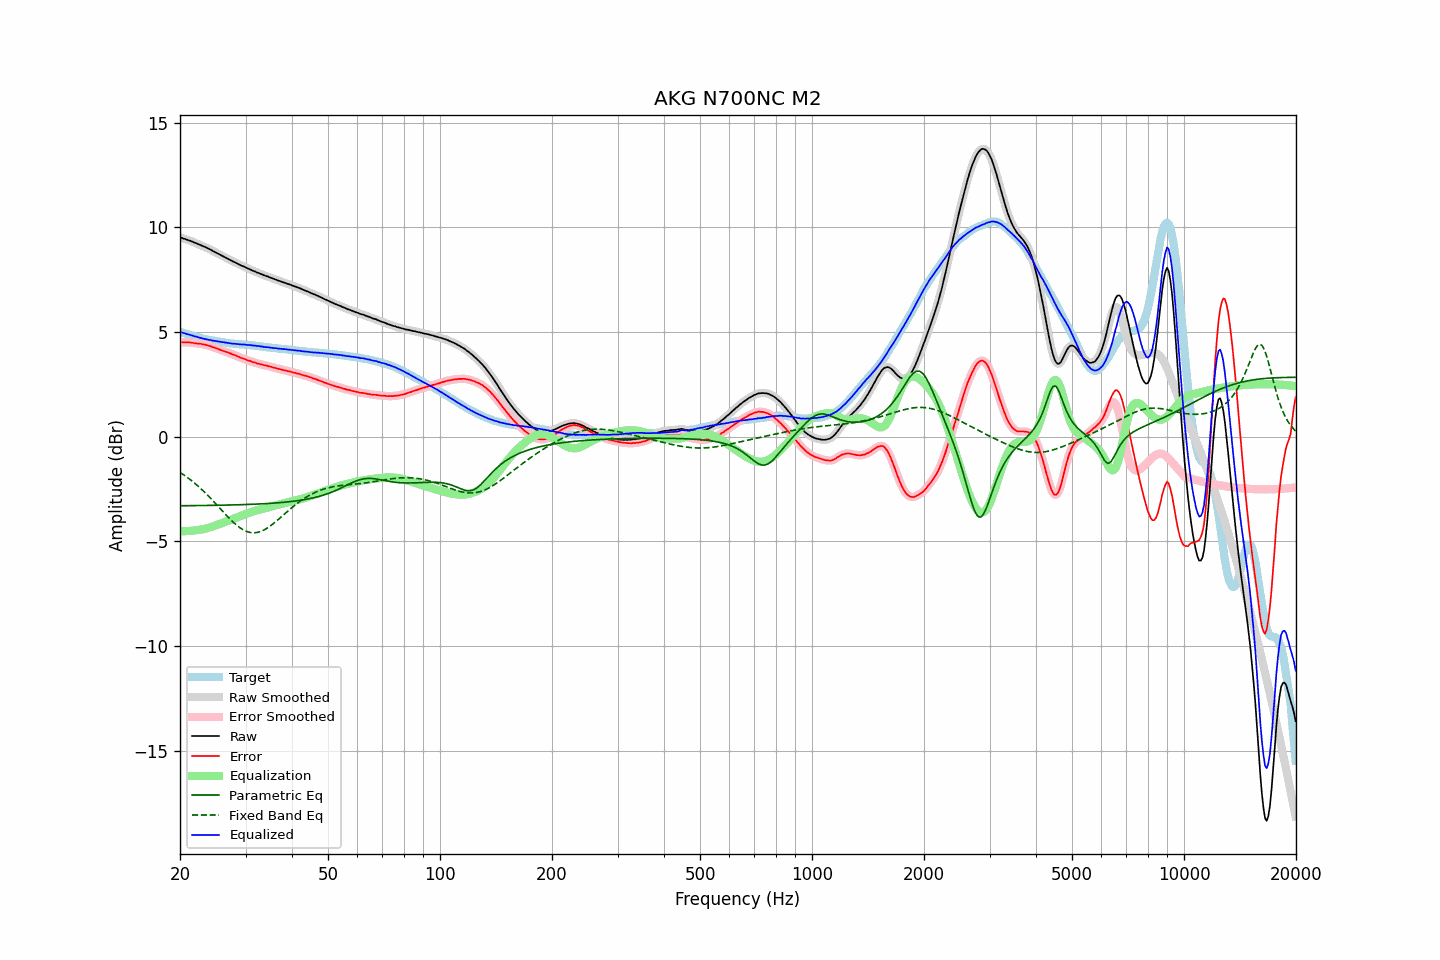 AKG N700NC M2
15
10
5
0
−5
−10
−15
Amplitude (dBr)
Target
Raw Smoothed
Error Smoothed
Raw
Error
Equalization
Parametric Eq
Fixed Band Eq
Equalized
20
50
100
200
500
1000
2000
5000
10000
20000
Frequency (Hz)